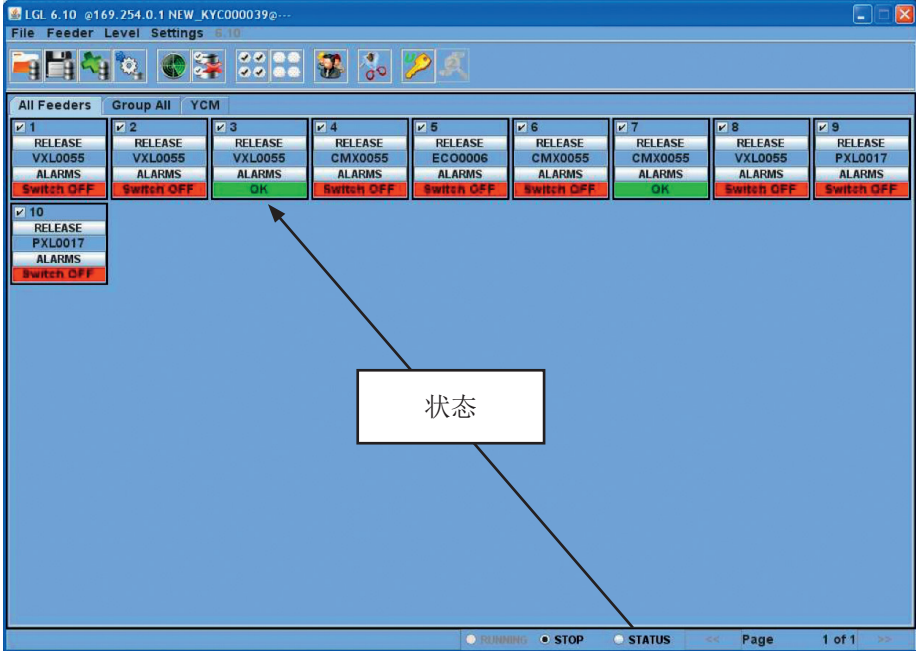 LGL 6.10 @169.254.0.1 NEW_KYC000039@---
File Feeder Level Settings 6.10
All Feeders Group All YCM
1 2 3 4 5 6 7 8 9
RELEASE RELEASE RELEASE RELEASE RELEASE RELEASE RELEASE RELEASE RELEASE
VXL0055 VXL0055 VXL0055 CMX0055 ECO0006 CMX0055 CMX0055 VXL0055 PXL0017
ALARMS ALARMS ALARMS ALARMS ALARMS ALARMS ALARMS ALARMS ALARMS
Switch OFF Switch OFF OK Switch OFF Switch OFF Switch OFF OK Switch OFF Switch OFF
10
RELEASE
PXL0017
ALARMS
Switch OFF
状态
RUNNING STOP STATUS << Page 1 of 1 >>